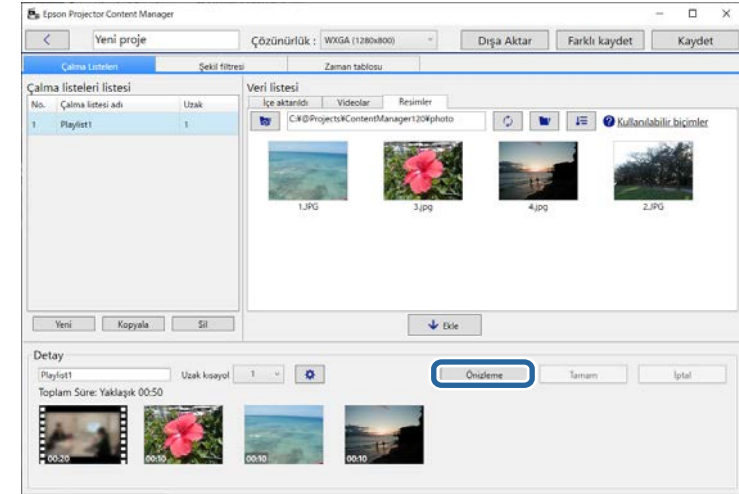 Epson Projector Content Manager
Yeni proje
Çözünürlük : WXGA (1280x800)
Dışa Aktar
Farklı kaydet
Kaydet
Çalma Listeleri
Şekil filtresi
Zaman tablosu
Çalma listeleri listesi
No. Çalma listesi adı Uzak
1 Playlist1 1
Yeni
Kopyala
Sil
Veri listesi
İçe aktarıldı
Videolar
Resimler
C:¥@Projects¥ContentManager120¥photo
Kullanılabilir biçimler
1.JPG
3.jpg
4.jpg
2.JPG
Ekle
Detay
Playlist1
Uzak kısayol
1
Önizleme
Tamam
İptal
Toplam Süre: Yaklaşık 00:50
00:20
00:10
00:10
00:10